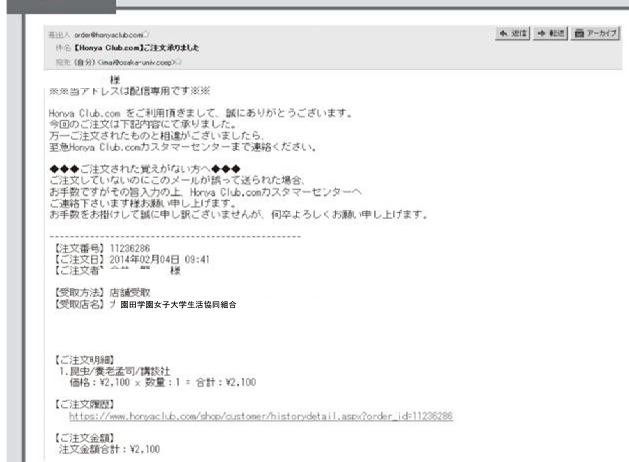 差出人 order@honyaclub.com
返信 転送 アーカイブ
件名 【Honya Club.com】ご注文承りました
宛先 (自分) <imai@osaka-univ.coop>
様
※※当アドレスは配信専用です※※
Honya Club.com をご利用頂きまして、誠にありがとうございます。
今回のご注文は下記内容にて承りました。
万一ご注文されたものと相違がございましたら、
至急Honya Club.comカスタマーセンターまで連絡ください。
◆◆◆ご注文された覚えがない方へ◆◆◆
ご注文していないのにこのメールが誤って送られた場合、
お手数ですがその旨入力の上、Honya Club.comカスタマーセンターへ
ご連絡下さいます様お願い申し上げます。
お手数をお掛けして誠に申し訳ございませんが、何卒よろしくお願い申し上げます。
--------------------------------------------------
【注文番号】11236286
【ご注文日】2014年02月04日 09:41
【ご注文者】 様
【受取方法】店舗受取
【受取店名】 園田学園女子大学生活協同組合
【ご注文明細】
1.昆虫/養老孟司/講談社
価格:¥2,100 × 数量:1 = 合計:¥2,100
【ご注文履歴】
https://www.honyaclub.com/shop/customer/historydetail.aspx?order_id=11236286
【ご注文金額】
注文金額合計:¥2,100